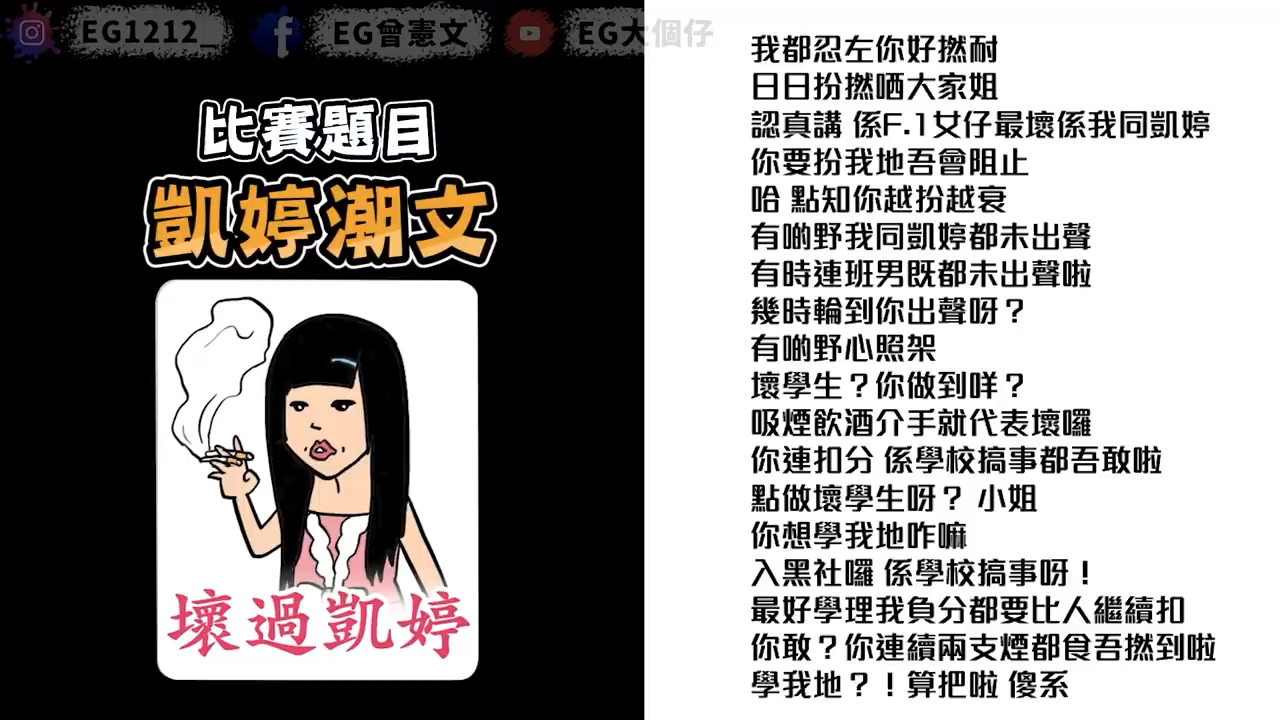 EG1212_
EG曾憲文
EG大個仔
比賽題目
凱婷潮文
壞過凱婷
我都忍左你好撚耐
日日扮撚哂大家姐
認真講 係F.1女仔最壞係我同凱婷
你要扮我地吾會阻止
哈 點知你越扮越衰
有啲野我同凱婷都未出聲
有時連班男既都未出聲啦
幾時輪到你出聲呀？
有啲野心照架
壞學生？你做到咩？
吸煙飲酒介手就代表壞囉
你連扣分 係學校搞事都吾敢啦
點做壞學生呀？ 小姐
你想學我地咋嘛
入黑社囉 係學校搞事呀！
最好學理我負分都要比人繼續扣
你敢？你連續兩支煙都食吾撚到啦
學我地？！算把啦 傻系